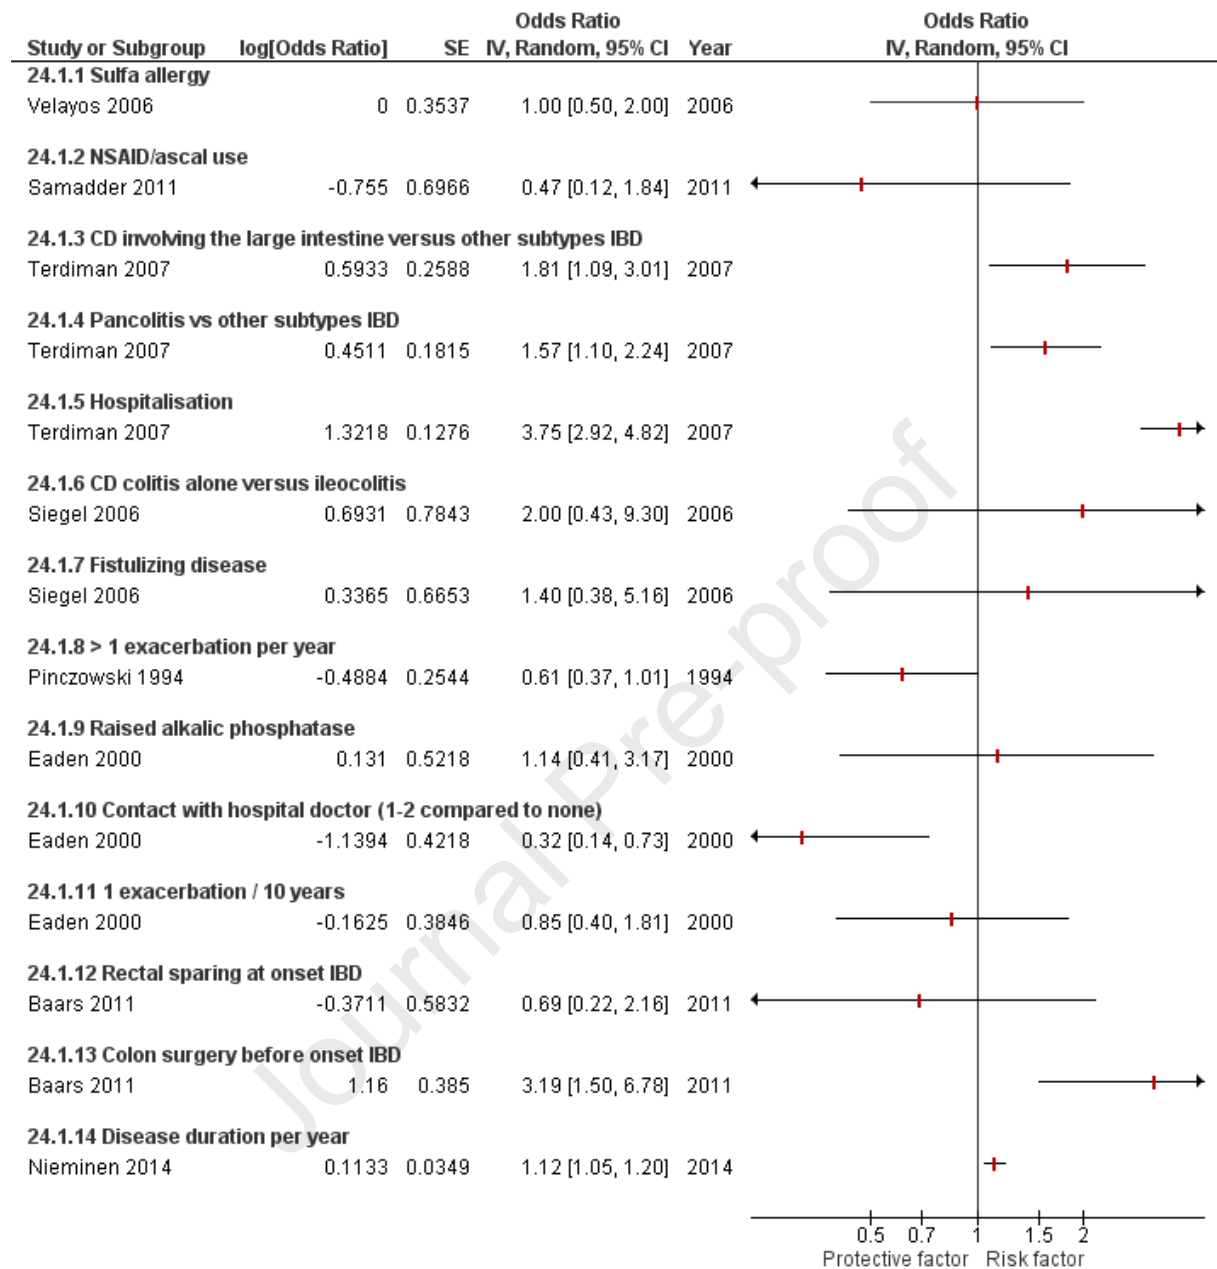 Odds Ratio Odds Ratio
Study or Subgroup log[Odds Ratio] SE IV, Random, 95% CI Year IV, Random, 95% CI
24.1.1 Sulfa allergy
Velayos 2006 0 0.3537 1.00 [0.50, 2.00] 2006
24.1.2 NSAID/ascal use
Samadder 2011 -0.755 0.6966 0.47 [0.12, 1.84] 2011
24.1.3 CD involving the large intestine versus other subtypes IBD
Terdiman 2007 0.5933 0.2588 1.81 [1.09, 3.01] 2007
24.1.4 Pancolitis vs other subtypes IBD
Terdiman 2007 0.4511 0.1815 1.57 [1.10, 2.24] 2007
24.1.5 Hospitalisation
Terdiman 2007 1.3218 0.1276 3.75 [2.92, 4.82] 2007
24.1.6 CD colitis alone versus ileocolitis
Siegel 2006 0.6931 0.7843 2.00 [0.43, 9.30] 2006
24.1.7 Fistulizing disease
Siegel 2006 0.3365 0.6653 1.40 [0.38, 5.16] 2006
24.1.8 > 1 exacerbation per year
Pinczowski 1994 -0.4884 0.2544 0.61 [0.37, 1.01] 1994
24.1.9 Raised alkalic phosphatase
Eaden 2000 0.131 0.5218 1.14 [0.41, 3.17] 2000
24.1.10 Contact with hospital doctor (1-2 compared to none)
Eaden 2000 -1.1394 0.4218 0.32 [0.14, 0.73] 2000
24.1.11 1 exacerbation / 10 years
Eaden 2000 -0.1625 0.3846 0.85 [0.40, 1.81] 2000
24.1.12 Rectal sparing at onset IBD
Baars 2011 -0.3711 0.5832 0.69 [0.22, 2.16] 2011
24.1.13 Colon surgery before onset IBD
Baars 2011 1.16 0.385 3.19 [1.50, 6.78] 2011
24.1.14 Disease duration per year
Nieminen 2014 0.1133 0.0349 1.12 [1.05, 1.20] 2014
0.5 0.7 1 1.5 2
Protective factor Risk factor
Journal Pre-proof